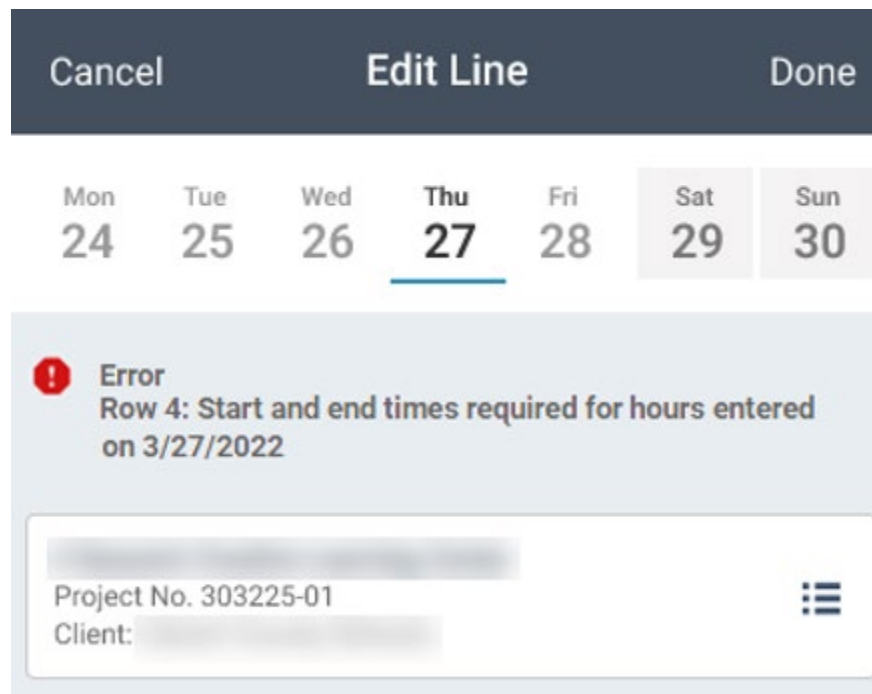 Cancel Edit Line Done
Mon Tue Wed Thu Fri Sat Sun
24 25 26 27 28 29 30
Error
Row 4: Start and end times required for hours entered
on 3/27/2022
Project No. 303225-01
Client: